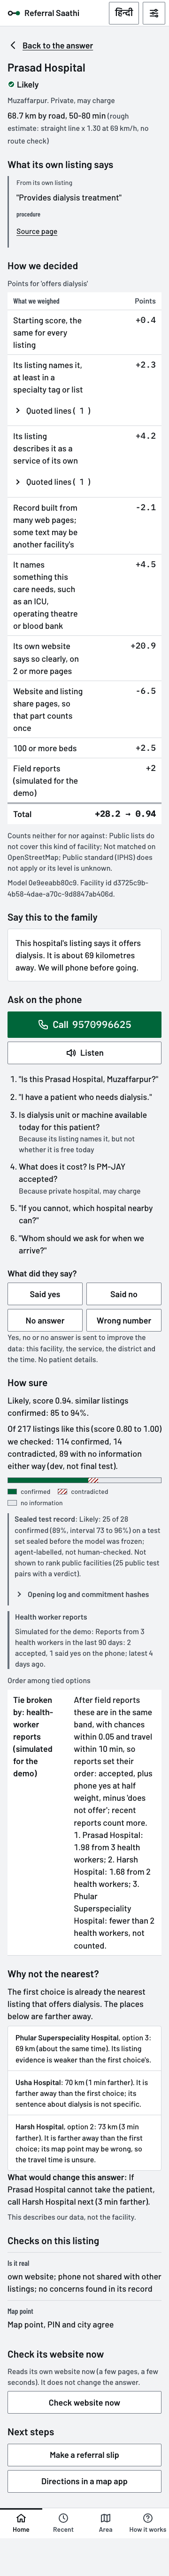 Referral Saathi
हिन्दी
Back to the answer
Prasad Hospital
Likely
Muzaffarpur. Private, may charge
68.7 km by road, 50-80 min (rough
estimate: straight line x 1.30 at 69 km/h, no
route check)
What its own listing says
From its own listing
"Provides dialysis treatment"
procedure
Source page
How we decided
Points for 'offers dialysis'
What we weighed Points
Starting score, the +0.4
same for every
listing
Its listing names it, +2.3
at least in a
specialty tag or list
Quoted lines ( 1 )
Its listing +4.2
describes it as a
service of its own
Quoted lines ( 1 )
Record built from -2.1
many web pages;
some text may be
another facility's
It names +4.5
something this
care needs, such
as an ICU,
operating theatre
or blood bank
Its own website +20.9
says so clearly, on
2 or more pages
Website and listing -6.5
share pages, so
that part counts
once
100 or more beds +2.5
Field reports +2
(simulated for the
demo)
Total +28.2 → 0.94
Counts neither for nor against: Public lists do
not cover this kind of facility; Not matched on
OpenStreetMap; Public standard (IPHS) does
not apply or its level is unknown.
Model 0e9eeabb80c9. Facility id d3725c9b-
4b58-4dae-a70c-9d8847ab406d.
Say this to the family
This hospital's listing says it offers
dialysis. It is about 69 kilometres
away. We will phone before going.
Ask on the phone
Call 9570996625
Listen
1. "Is this Prasad Hospital, Muzaffarpur?"
2. "I have a patient who needs dialysis."
3. Is dialysis unit or machine available
today for this patient?
Because its listing names it, but not
whether it is free today
4. What does it cost? Is PM-JAY
accepted?
Because private hospital, may charge
5. "If you cannot, which hospital nearby
can?"
6. "Whom should we ask for when we
arrive?"
What did they say?
Said yes Said no
No answer Wrong number
Yes, no or no answer is sent to improve the
data: this facility, the service, the district and
the time. No patient details.
How sure
Likely, score 0.94. similar listings
confirmed: 85 to 94%.
Of 217 listings like this (score 0.80 to 1.00)
we checked: 114 confirmed, 14
contradicted, 89 with no information
either way (dev, not final test).
confirmed contradicted
no information
Sealed test record: Likely: 25 of 28
confirmed (89%, interval 73 to 96%) on a test
set sealed before the model was frozen;
agent-labelled, not human-checked. Not
shown to rank public facilities (25 public test
pairs with a verdict).
Opening log and commitment hashes
Health worker reports
Simulated for the demo: Reports from 3
health workers in the last 90 days: 2
accepted, 1 said yes on the phone; latest 4
days ago.
Order among tied options
Tie broken After field reports
by: health- these are in the same
worker band, with chances
reports within 0.05 and travel
(simulated within 10 min, so
for the reports set their
demo) order: accepted, plus
phone yes at half
weight, minus 'does
not offer'; recent
reports count more.
1. Prasad Hospital:
1.98 from 3 health
workers; 2. Harsh
Hospital: 1.68 from 2
health workers; 3.
Phular
Superspeciality
Hospital: fewer than 2
health workers, not
counted.
Why not the nearest?
The first choice is already the nearest
listing that offers dialysis. The places
below are farther away.
Phular Superspeciality Hospital, option 3:
69 km (about the same time). Its listing
evidence is weaker than the first choice's.
Usha Hospital: 70 km (1 min farther). It is
farther away than the first choice; its
sentence about dialysis is not specific.
Harsh Hospital, option 2: 73 km (3 min
farther). It is farther away than the first
choice; its map point may be wrong, so
the travel time is unsure.
What would change this answer: If
Prasad Hospital cannot take the patient,
call Harsh Hospital next (3 min farther).
This describes our data, not the facility.
Checks on this listing
Is it real
own website; phone not shared with other
listings; no concerns found in its record
Map point
Map point, PIN and city agree
Check its website now
Reads its own website now (a few pages, a few
seconds). It does not change the answer.
Check website now
Next steps
Make a referral slip
Directions in a map app
Home Recent Area How it works